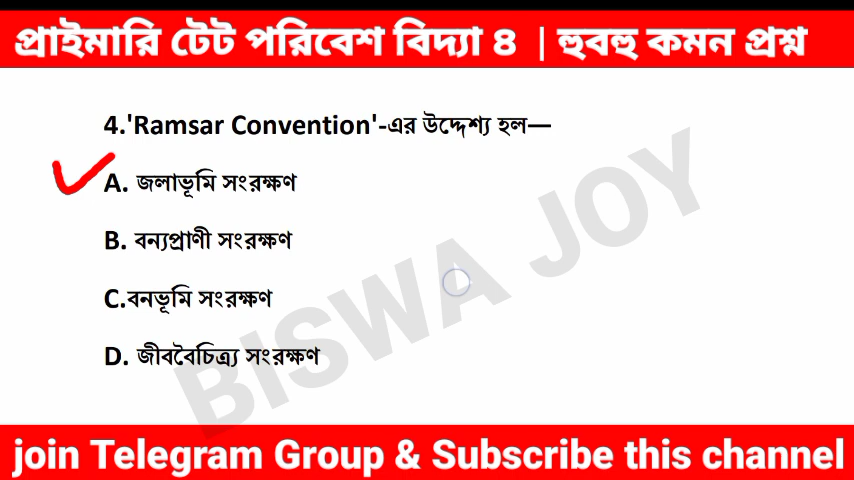 প্রাইমারি টেট পরিবেশ বিদ্যা ৪ | হুবহু কমন প্রশ্ন
4.'Ramsar Convention'-এর উদ্দেশ্য হল—
A. জলাভূমি সংরক্ষণ
B. বন্যপ্রাণী সংরক্ষণ
C.বনভূমি সংরক্ষণ
D. জীববৈচিত্র্য সংরক্ষণ
BISWA JOY
join Telegram Group & Subscribe this channel